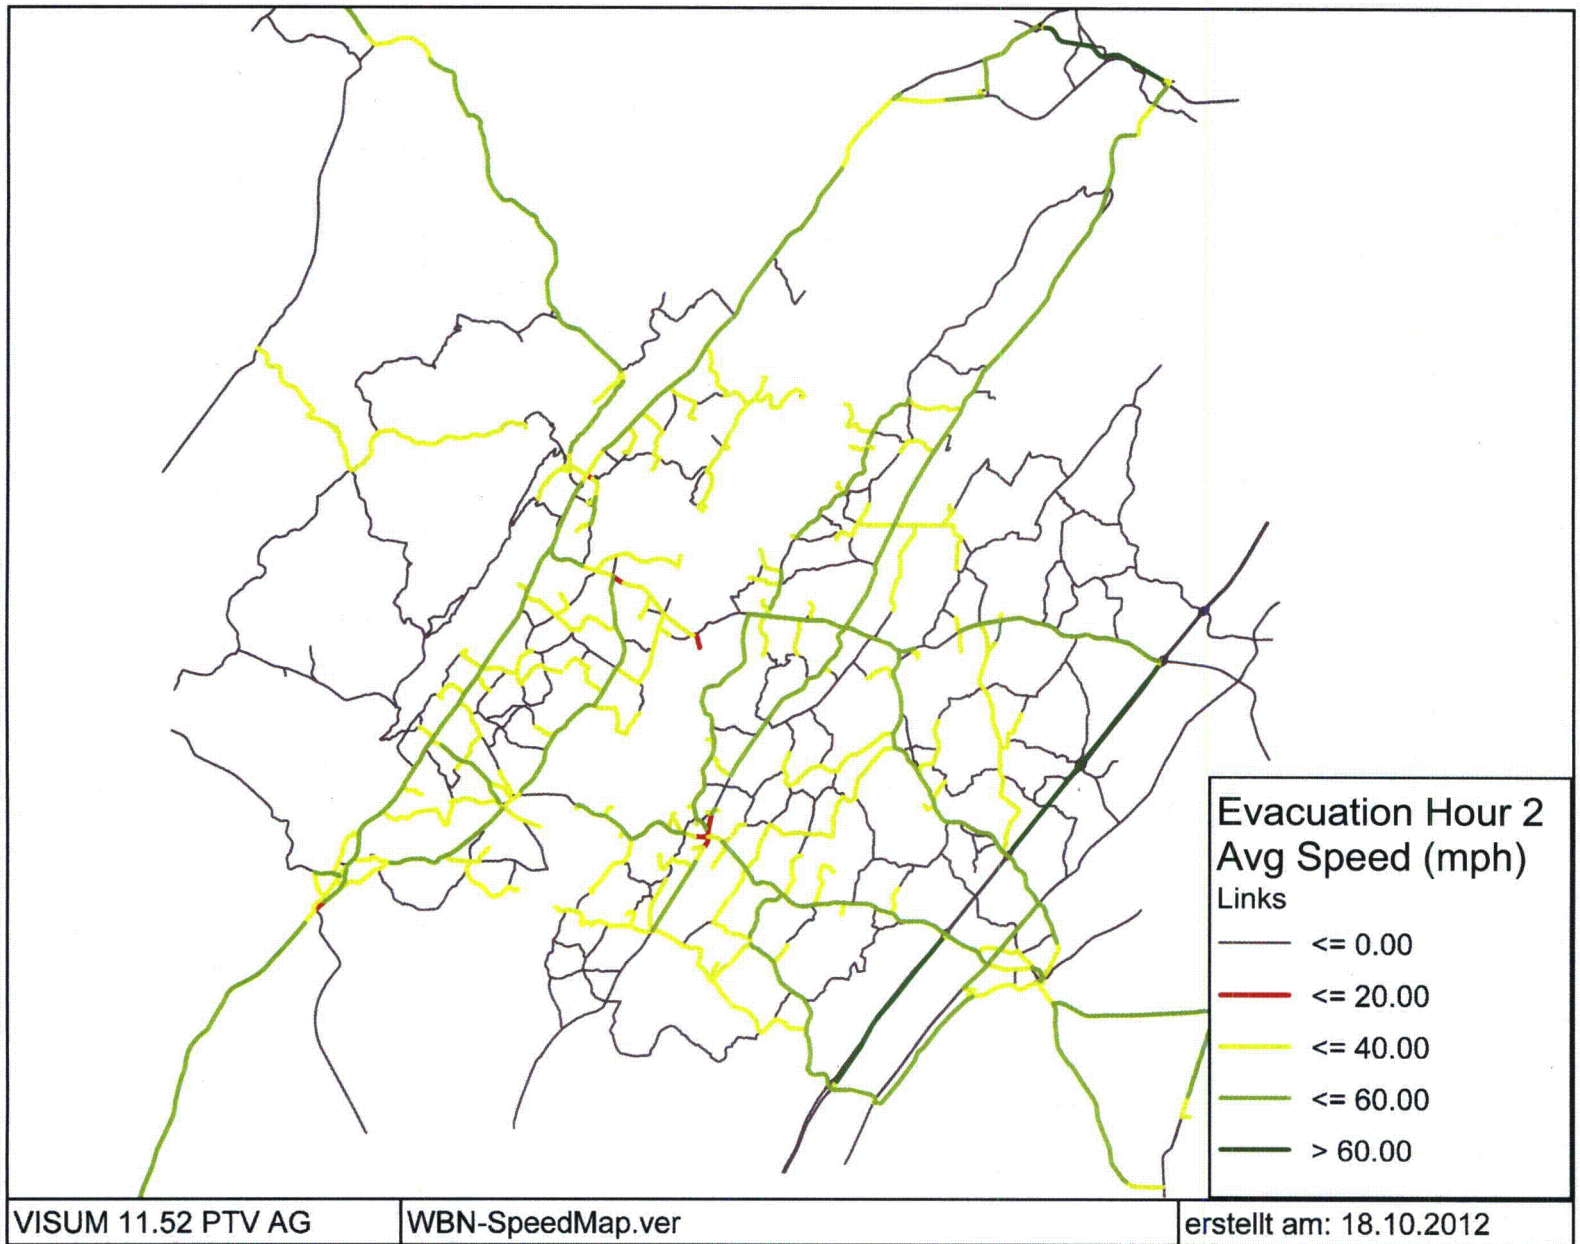 Evacuation Hour 2
Avg Speed (mph)
Links
<= 0.00
<= 20.00
<= 40.00
<= 60.00
> 60.00
VISUM 11.52 PTV AG
WBN-SpeedMap.ver
erstellt am: 18.10.2012